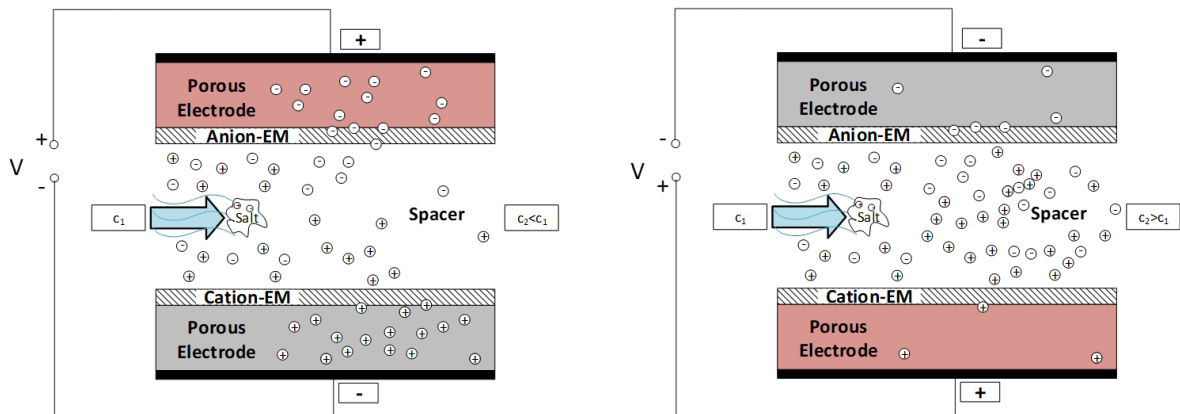 +
Porous
Electrode
Anion-EM
+
V
-
c₁
Salt
Spacer
c₂<c₁
Cation-EM
Porous
Electrode
-
-
Porous
Electrode
Anion-EM
-
V
+
c₁
Salt
Spacer
c₂>c₁
Cation-EM
Porous
Electrode
+